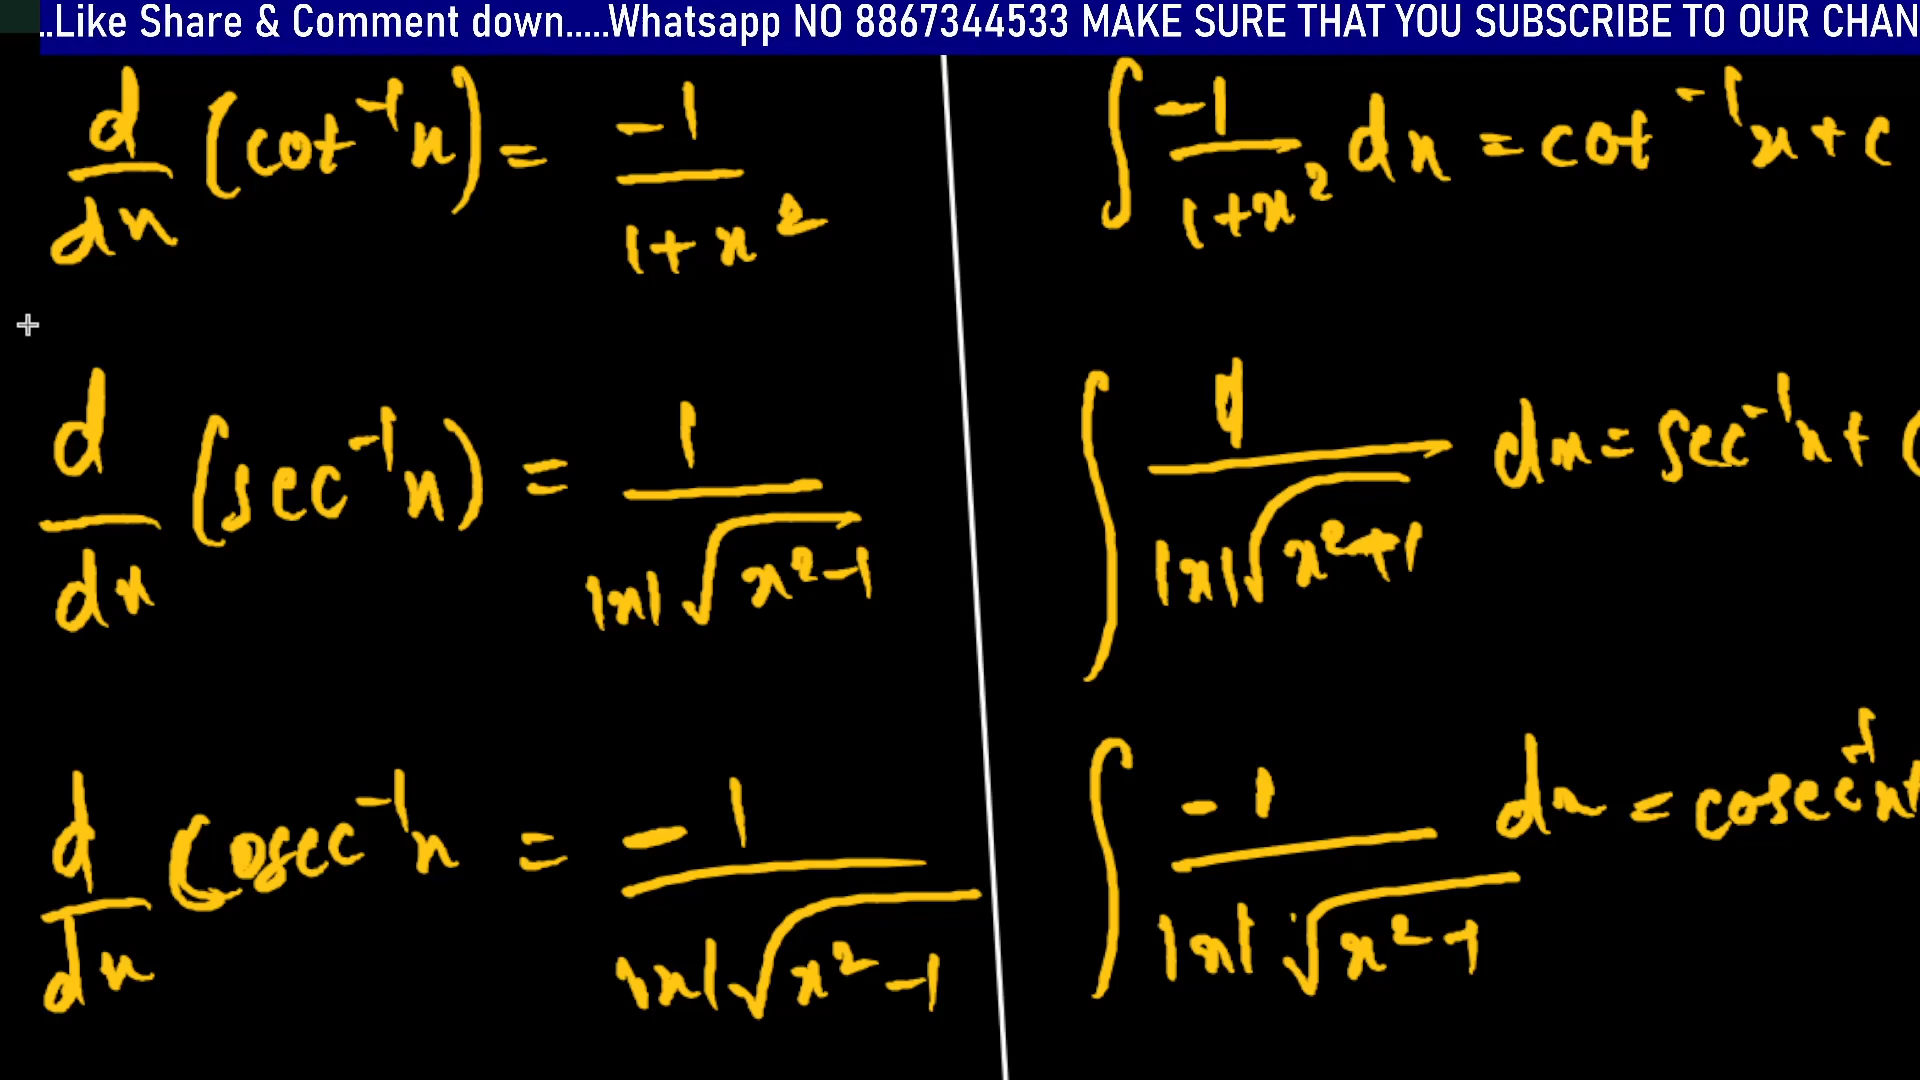 ..Like Share & Comment down.....Whatsapp NO 8867344533 MAKE SURE THAT YOU SUBSCRIBE TO OUR CHAN
d/dx (cot⁻¹x) = -1/(1+x²)
∫ -1/(1+x²) dx = cot⁻¹x + c
d/dx (sec⁻¹x) = 1/(|x|√(x²-1))
∫ 1/(|x|√(x²+1)) dx = sec⁻¹x + c
d/dx cosec⁻¹x = -1/(|x|√(x²-1))
∫ -1/(|x|√(x²-1)) dx = cosec⁻¹x +